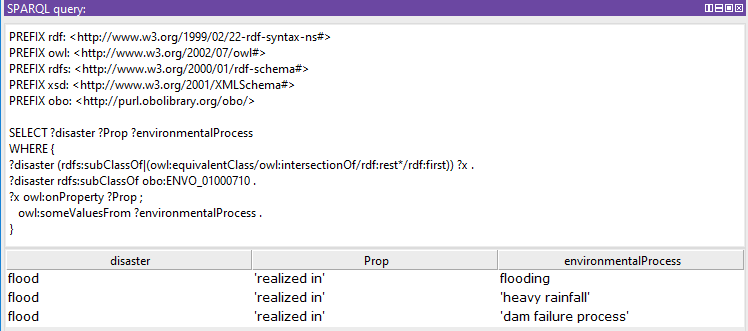 SPARQL query:
PREFIX rdf: <http://www.w3.org/1999/02/22-rdf-syntax-ns#>
PREFIX owl: <http://www.w3.org/2002/07/owl#>
PREFIX rdfs: <http://www.w3.org/2000/01/rdf-schema#>
PREFIX xsd: <http://www.w3.org/2001/XMLSchema#>
PREFIX obo: <http://purl.obolibrary.org/obo/>
SELECT ?disaster ?Prop ?environmentalProcess
WHERE {
?disaster (rdfs:subClassOf|(owl:equivalentClass/owl:intersectionOf/rdf:rest*/rdf:first)) ?x .
?disaster rdfs:subClassOf obo:ENVO_01000710 .
?x owl:onProperty ?Prop ;
owl:someValuesFrom ?environmentalProcess .
}
disaster Prop environmentalProcess
flood 'realized in' flooding
flood 'realized in' 'heavy rainfall'
flood 'realized in' 'dam failure process'